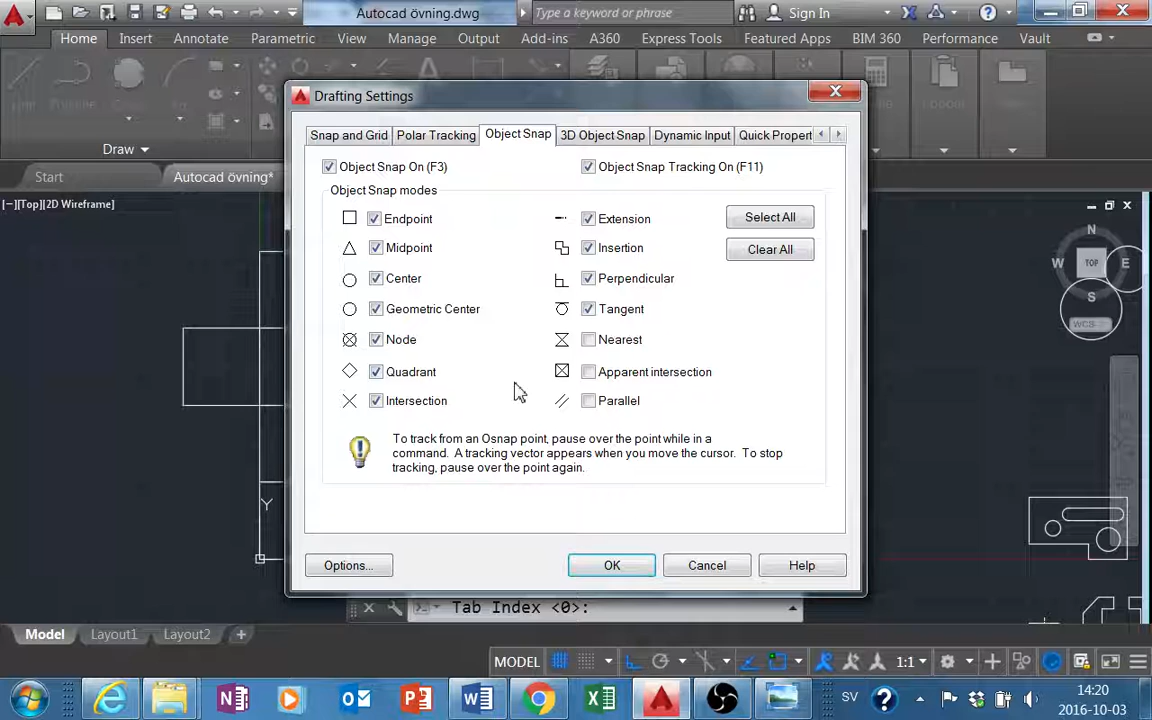 Autocad övning.dwg
Type a keyword or phrase
Sign In
Home Insert Annotate Parametric View Manage Output Add-ins A360 Express Tools Featured Apps BIM 360 Performance Vault
Draw
Start Autocad övning*
[−][Top][2D Wireframe]
Drafting Settings
Snap and Grid Polar Tracking Object Snap 3D Object Snap Dynamic Input Quick Propert
Object Snap On (F3) Object Snap Tracking On (F11)
Object Snap modes
Endpoint Extension Select All
Midpoint Insertion Clear All
Center Perpendicular
Geometric Center Tangent
Node Nearest
Quadrant Apparent intersection
Intersection Parallel
To track from an Osnap point, pause over the point while in a
command. A tracking vector appears when you move the cursor. To stop
tracking, pause over the point again.
Options... OK Cancel Help
N
W TOP E
S
WCS
Y
Tab Index <0>:
Model Layout1 Layout2
MODEL 1:1
SV 14:20
2016-10-03